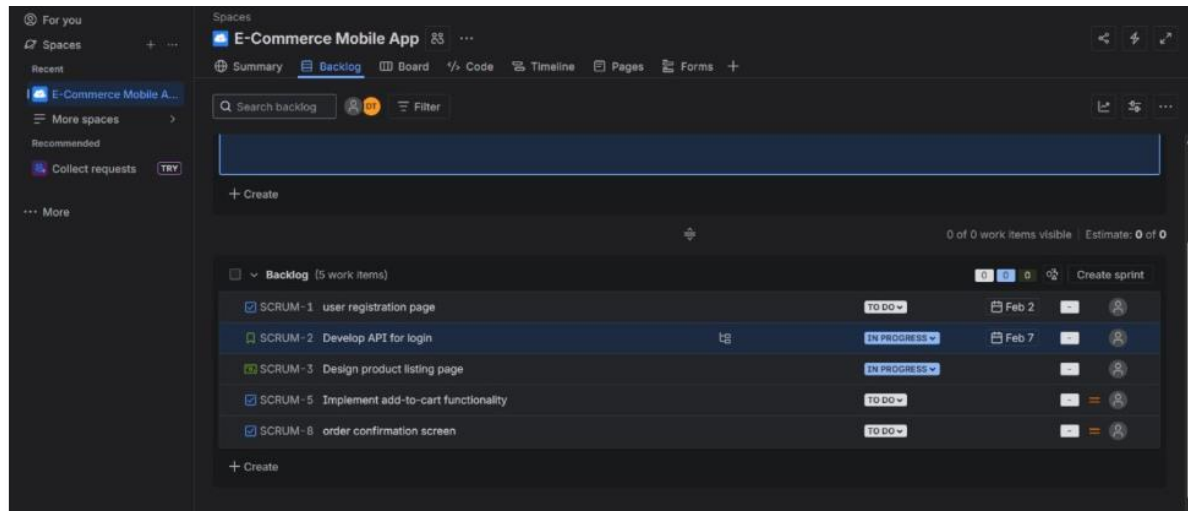 For you
Spaces
Recent
E-Commerce Mobile A...
More spaces
Recommended
Collect requests TRY
More
Spaces
E-Commerce Mobile App
Summary Backlog Board Code Timeline Pages Forms
Search backlog DT Filter
Create
0 of 0 work items visible Estimate: 0 of 0
Backlog (5 work items) 0 0 0 Create sprint
SCRUM-1 user registration page TO DO Feb 2 -
SCRUM-2 Develop API for login IN PROGRESS Feb 7 -
SCRUM-3 Design product listing page IN PROGRESS -
SCRUM-5 Implement add-to-cart functionality TO DO -
SCRUM-8 order confirmation screen TO DO -
Create